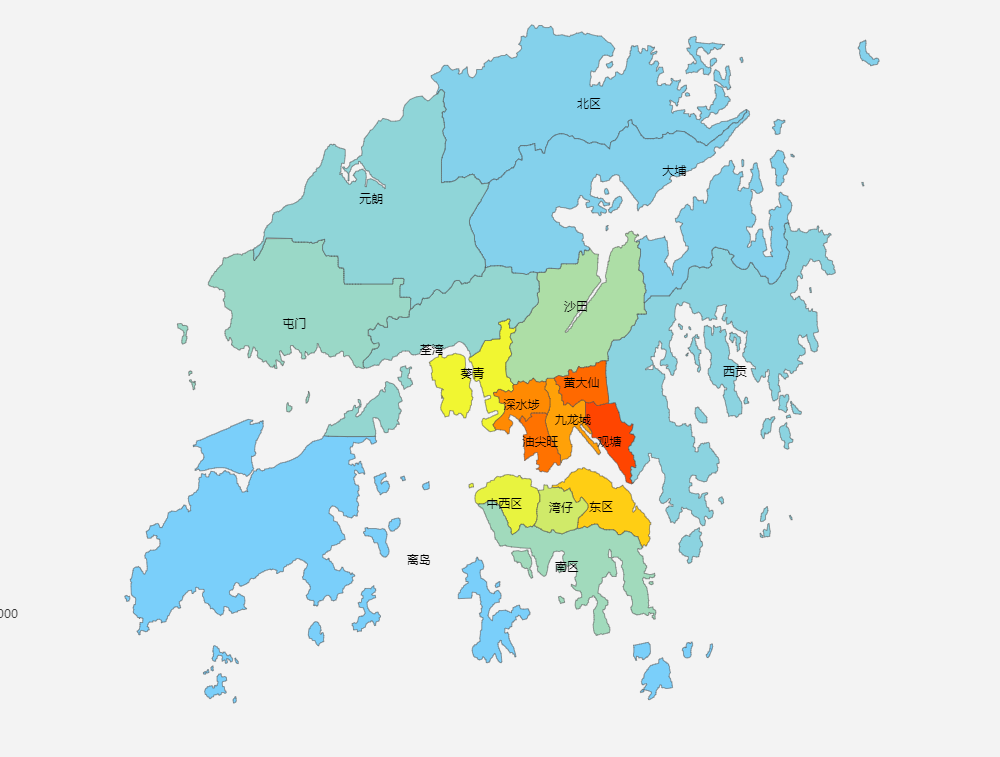 北区
大埔
元朗
沙田
屯门
荃湾
西贡
葵青
黄大仙
深水埗
九龙城
油尖旺
观塘
中西区
湾仔
东区
离岛
南区
000